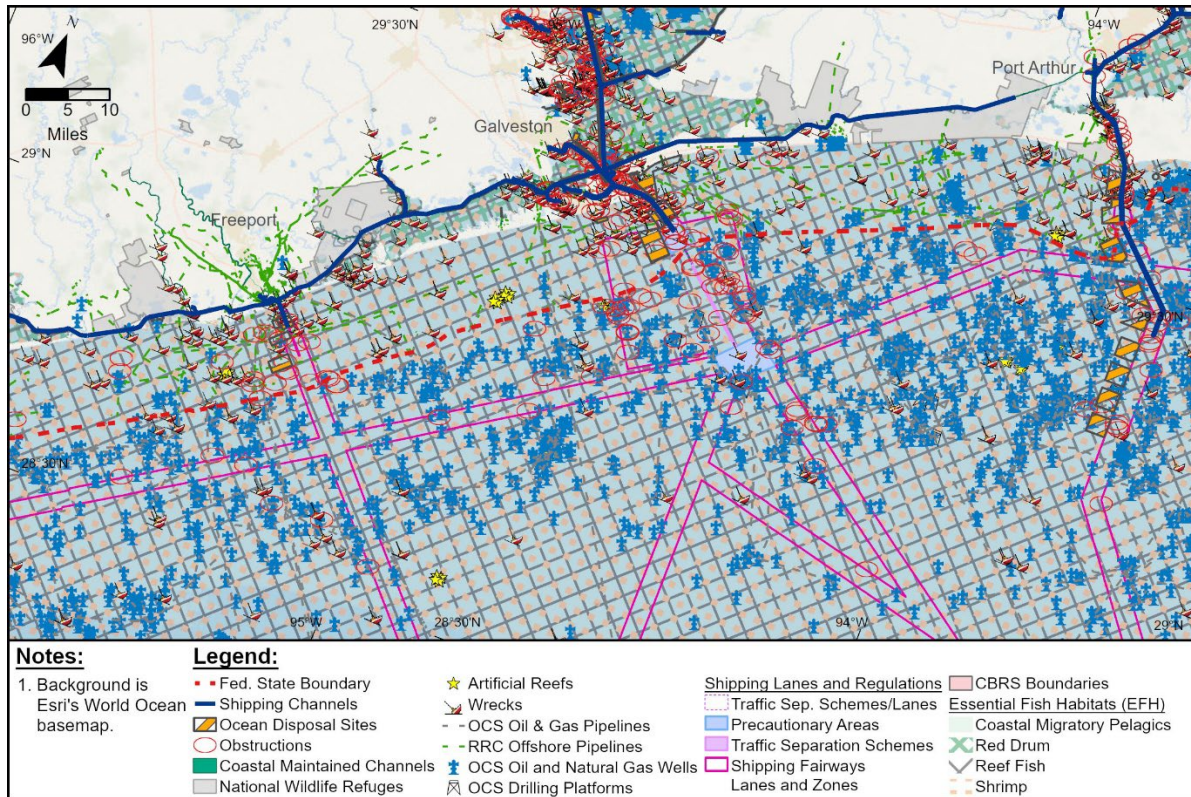 96°W
29°30'N
95°W
94°W
N
0 5 10
Miles
29°N
Port Arthur
Galveston
Freeport
29°30'N
28°30'N
95°W
28°30'N
94°W
29°N
Notes:
1. Background is
Esri's World Ocean
basemap.
Legend:
Fed. State Boundary
Shipping Channels
Ocean Disposal Sites
Obstructions
Coastal Maintained Channels
National Wildlife Refuges
Artificial Reefs
Wrecks
OCS Oil & Gas Pipelines
RRC Offshore Pipelines
OCS Oil and Natural Gas Wells
OCS Drilling Platforms
Shipping Lanes and Regulations
Traffic Sep. Schemes/Lanes
Precautionary Areas
Traffic Separation Schemes
Shipping Fairways
Lanes and Zones
CBRS Boundaries
Essential Fish Habitats (EFH)
Coastal Migratory Pelagics
Red Drum
Reef Fish
Shrimp